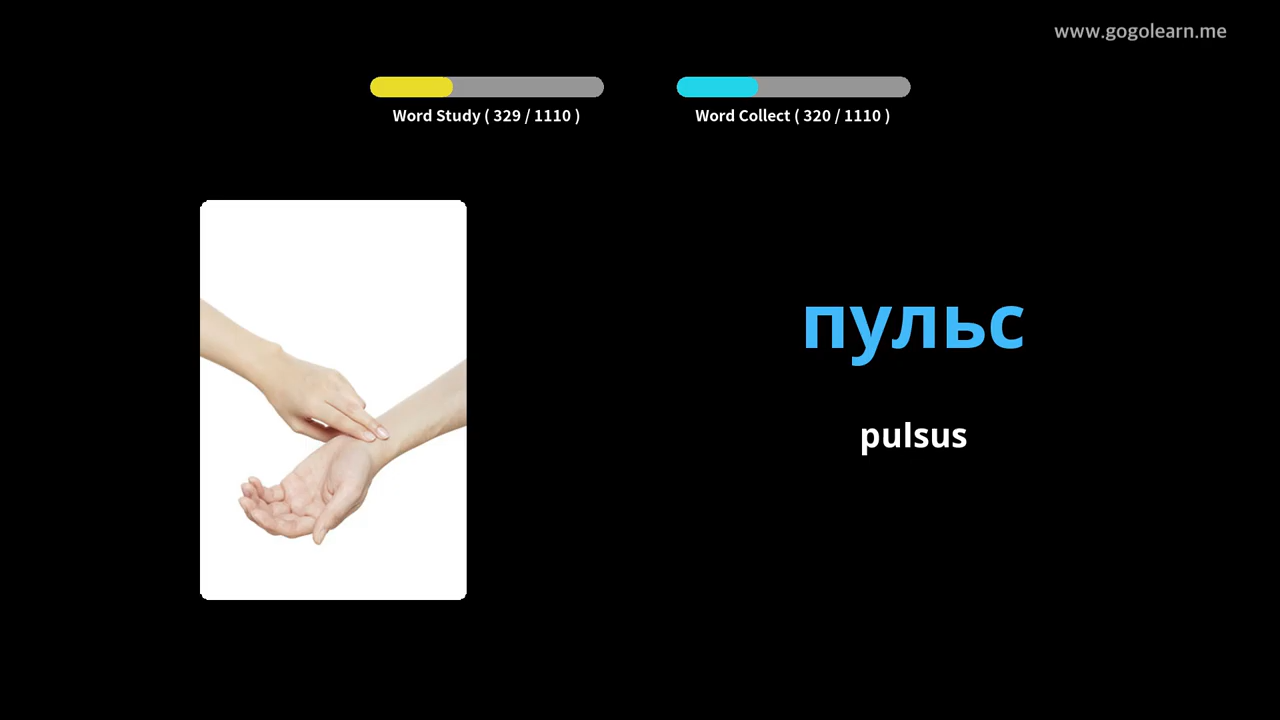 www.gogolearn.me
Word Study ( 329 / 1110 )
Word Collect ( 320 / 1110 )
пульс
pulsus